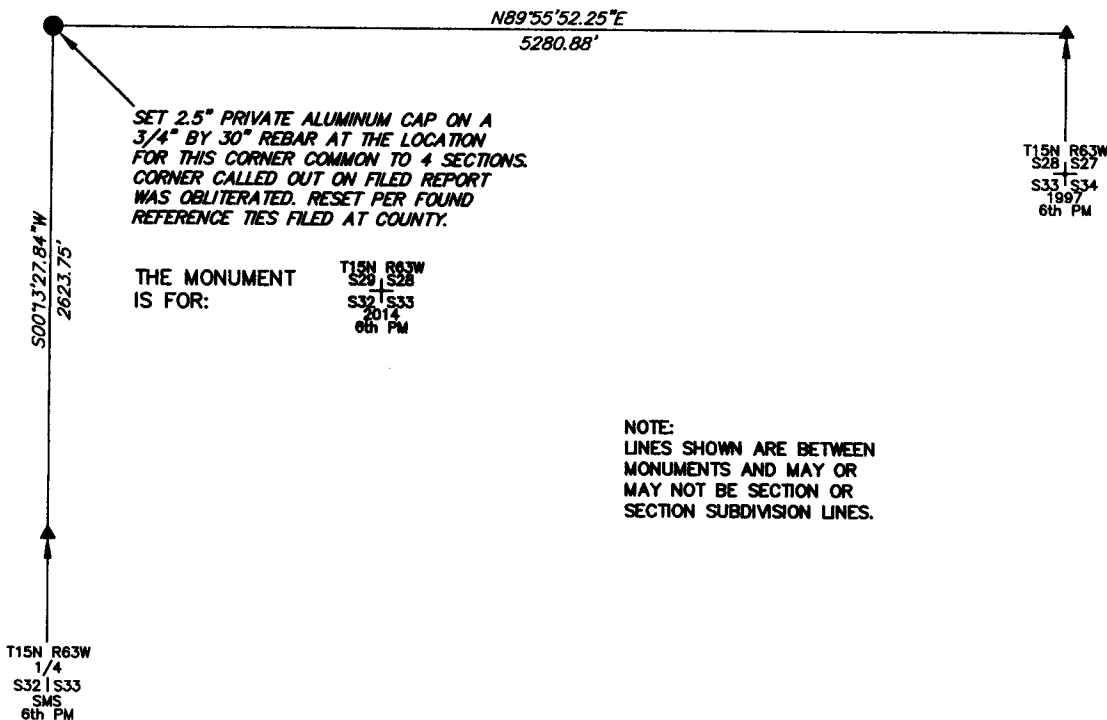 N89°55'52.25"E
5280.88'
SET 2.5" PRIVATE ALUMINUM CAP ON A
3/4" BY 30" REBAR AT THE LOCATION
FOR THIS CORNER COMMON TO 4 SECTIONS.
CORNER CALLED OUT ON FILED REPORT
WAS OBLITERATED. RESET PER FOUND
REFERENCE TIES FILED AT COUNTY.
T15N R63W
S28 S27
S33 S34
1997
6th PM
S00°13'27.84"W
2623.75'
THE MONUMENT
IS FOR:
T15N R63W
S29 S28
S32 S33
2014
6th PM
NOTE:
LINES SHOWN ARE BETWEEN
MONUMENTS AND MAY OR
MAY NOT BE SECTION OR
SECTION SUBDIVISION LINES.
T15N R63W
1/4
S32 | S33
SMS
6th PM